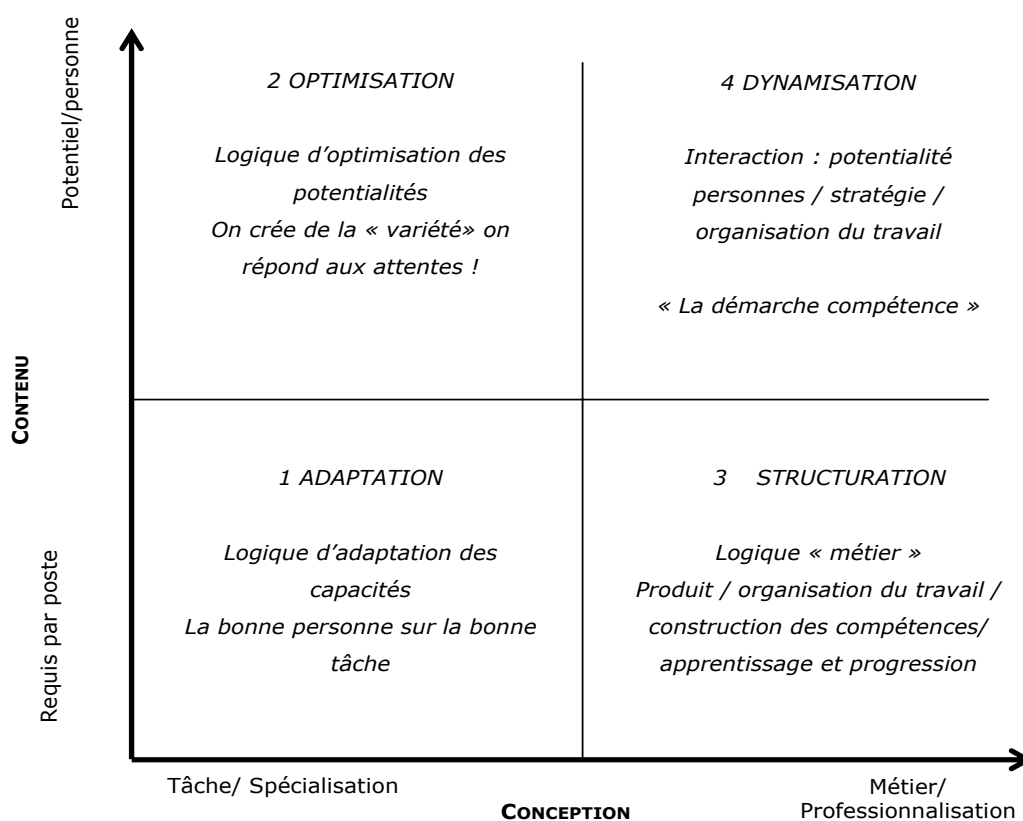 Potentiel/personne
2 OPTIMISATION
Logique d’optimisation des
potentialités
On crée de la « variété» on
répond aux attentes !
4 DYNAMISATION
Interaction : potentialité
personnes / stratégie /
organisation du travail
« La démarche compétence »
CONTENU
Requis par poste
1 ADAPTATION
Logique d’adaptation des
capacités
La bonne personne sur la bonne
tâche
3 STRUCTURATION
Logique « métier »
Produit / organisation du travail /
construction des compétences/
apprentissage et progression
Tâche/ Spécialisation
CONCEPTION
Métier/
Professionnalisation